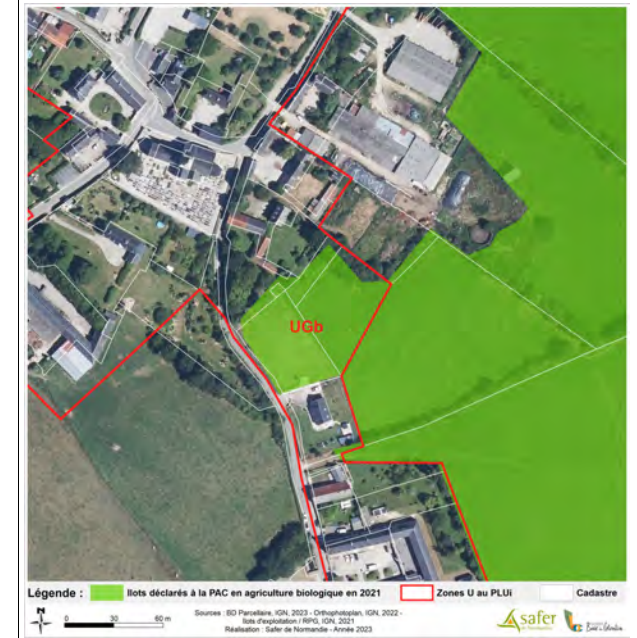 UGb
Légende : Ilots déclarés à la PAC en agriculture biologique en 2021 Zones U au PLUi Cadastre
N
0 30 60 m
Sources : BD Parcellaire, IGN, 2023 - Orthophotoplan, IGN, 2022 -
Ilots d'exploitation / RPG, IGN, 2021
Réalisation : Safer de Normandie - Année 2023
safer